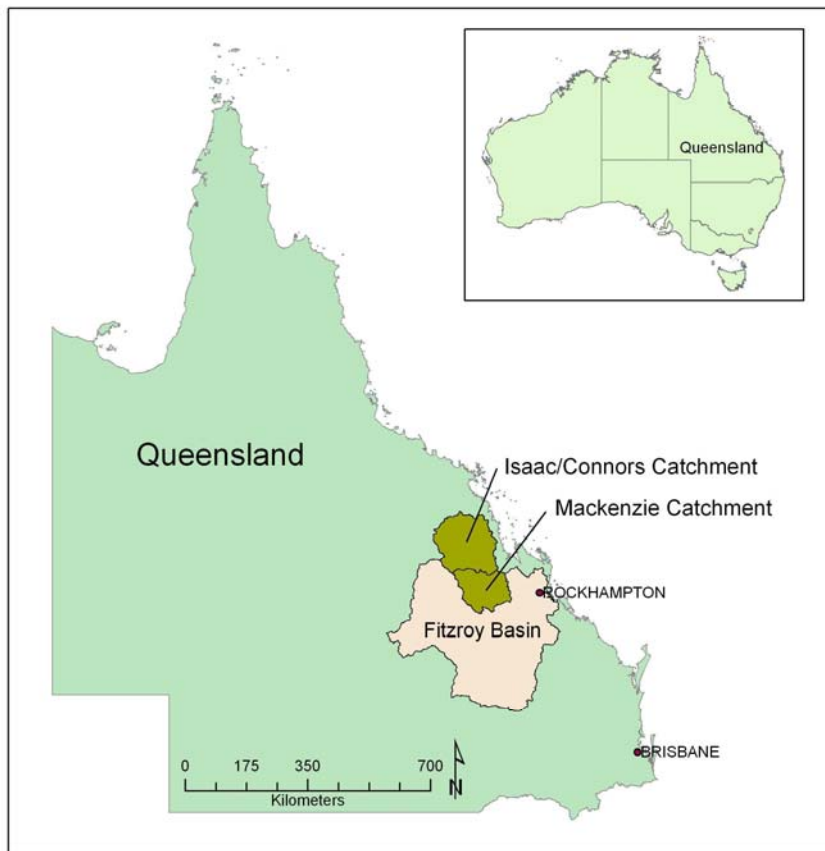 Queensland
Queensland
Isaac/Connors Catchment
Mackenzie Catchment
ROCKHAMPTON
Fitzroy Basin
BRISBANE
0 175 350 700
Kilometers
N